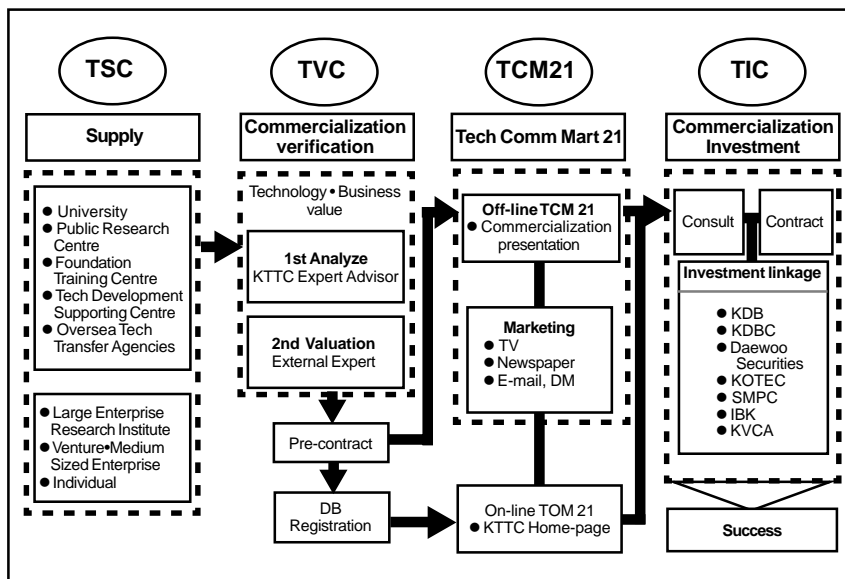 TSC
Supply
● University
● Public Research
Centre
● Foundation
Training Centre
● Tech Development
Supporting Centre
● Oversea Tech
Transfer Agencies
● Large Enterprise
Research Institute
● Venture•Medium
Sized Enterprise
● Individual
TVC
Commercialization
verification
Technology•Business
value
1st Analyze
KTTC Expert Advisor
2nd Valuation
External Expert
Pre-contract
DB
Registration
TCM21
Tech Comm Mart 21
Off-line TCM 21
● Commercialization
presentation
Marketing
● TV
● Newspaper
● E-mail, DM
On-line TOM 21
● KTTC Home-page
TIC
Commercialization
Investment
Consult
Contract
Investment linkage
● KDB
● KDBC
● Daewoo
Securities
● KOTEC
● SMPC
● IBK
● KVCA
Success